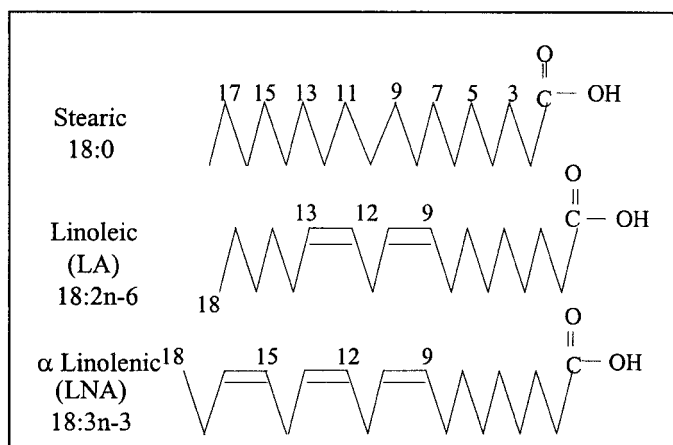 O
17 15 13 11 9 7 5 3 C OH
Stearic
18:0
O
13 12 9 C OH
Linoleic
(LA)
18:2n-6
18
O
18 15 12 9 C OH
α Linolenic
(LNA)
18:3n-3